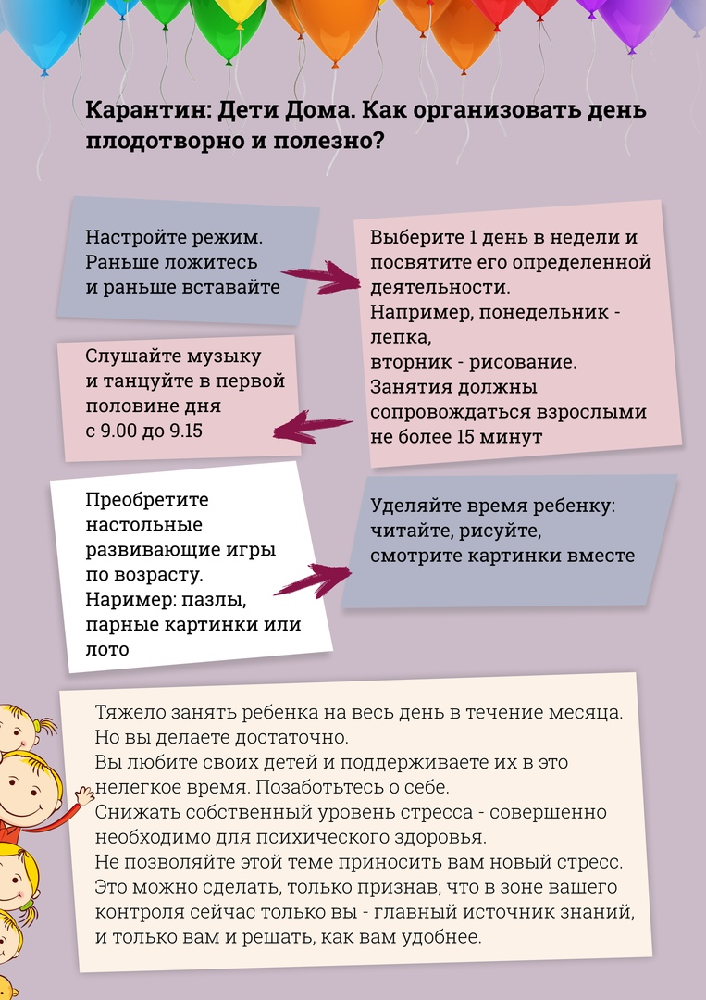 Карантин: Дети Дома. Как организовать день
плодотворно и полезно?
Настройте режим.
Раньше ложитесь
и раньше вставайте
Выберите 1 день в недели и
посвятите его определенной
деятельности.
Например, понедельник -
лепка,
вторник - рисование.
Занятия должны
сопровождаться взрослыми
не более 15 минут
Слушайте музыку
и танцуйте в первой
половине дня
с 9.00 до 9.15
Преобретите
настольные
развивающие игры
по возрасту.
Наример: пазлы,
парные картинки или
лото
Уделяйте время ребенку:
читайте, рисуйте,
смотрите картинки вместе
Тяжело занять ребенка на весь день в течение месяца.
Но вы делаете достаточно.
Вы любите своих детей и поддерживаете их в это
нелегкое время. Позаботьтесь о себе.
Снижать собственный уровень стресса - совершенно
необходимо для психического здоровья.
Не позволяйте этой теме приносить вам новый стресс.
Это можно сделать, только признав, что в зоне вашего
контроля сейчас только вы - главный источник знаний,
и только вам и решать, как вам удобнее.